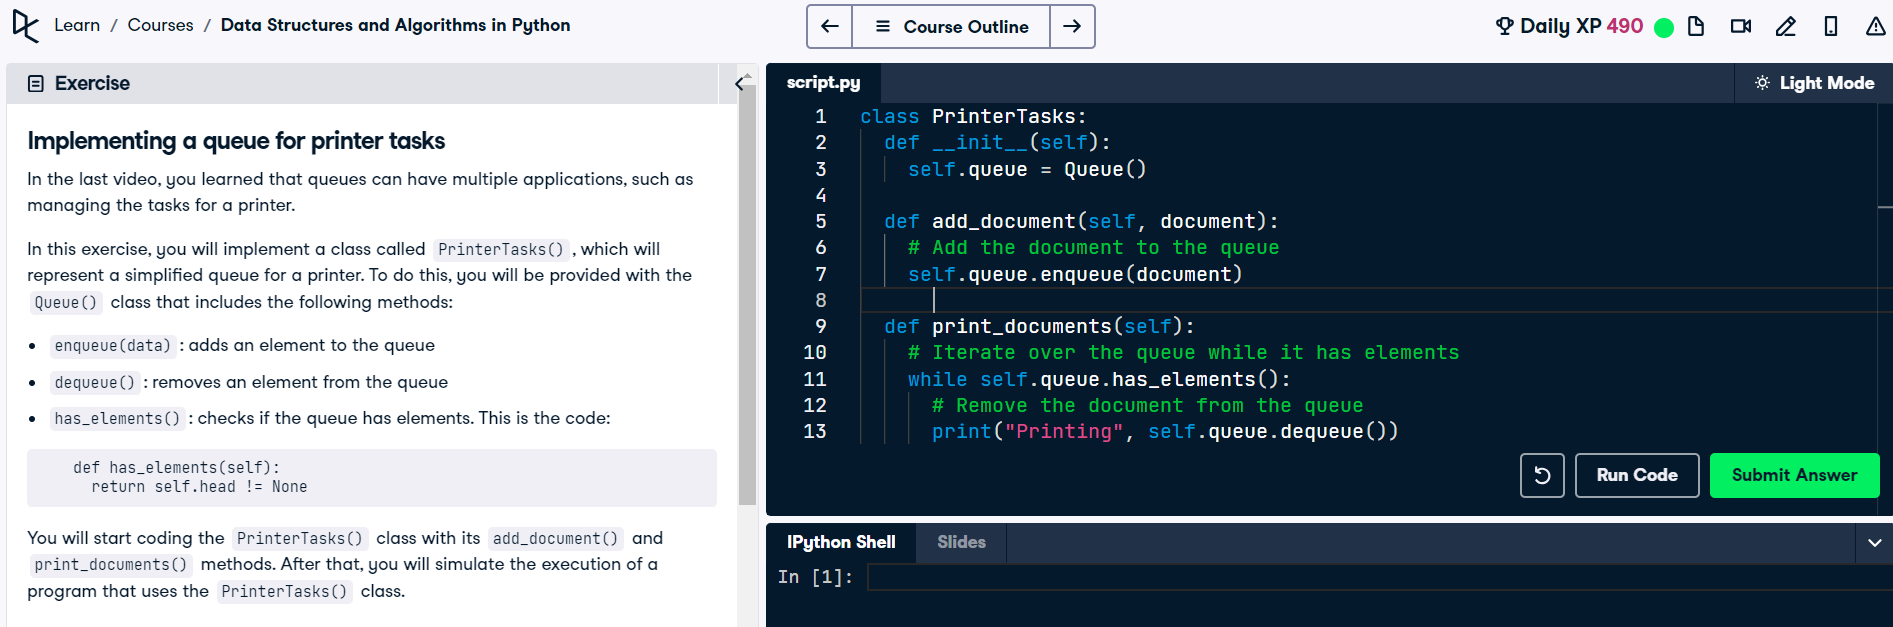 Learn / Courses / Data Structures and Algorithms in Python
Course Outline
Daily XP 490
Exercise
Implementing a queue for printer tasks
In the last video, you learned that queues can have multiple applications, such as
managing the tasks for a printer.
In this exercise, you will implement a class called PrinterTasks(), which will
represent a simplified queue for a printer. To do this, you will be provided with the
Queue() class that includes the following methods:
• enqueue(data): adds an element to the queue
• dequeue(): removes an element from the queue
• has_elements(): checks if the queue has elements. This is the code:
def has_elements(self):
return self.head != None
You will start coding the PrinterTasks() class with its add_document() and
print_documents() methods. After that, you will simulate the execution of a
program that uses the PrinterTasks() class.
script.py
Light Mode
1 class PrinterTasks:
2 def __init__(self):
3 self.queue = Queue()
4
5 def add_document(self, document):
6 # Add the document to the queue
7 self.queue.enqueue(document)
8
9 def print_documents(self):
10 # Iterate over the queue while it has elements
11 while self.queue.has_elements():
12 # Remove the document from the queue
13 print("Printing", self.queue.dequeue())
Run Code
Submit Answer
IPython Shell
Slides
In [1]: